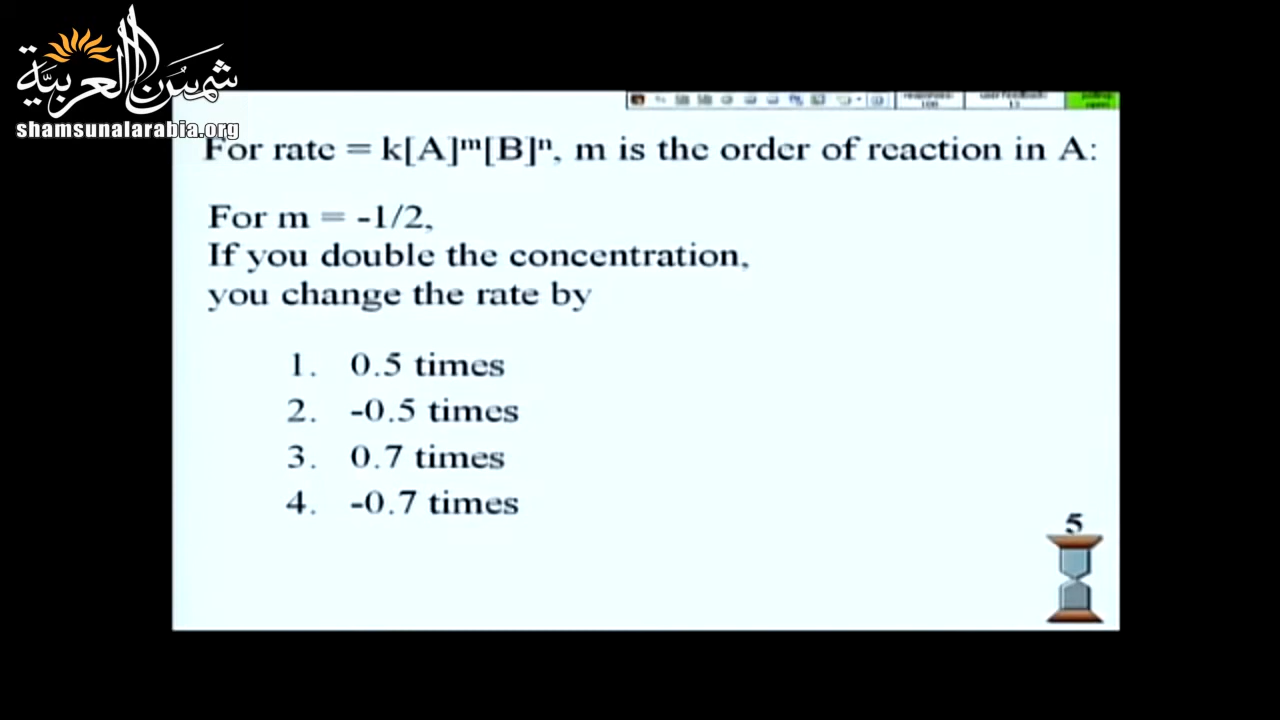 شمس العربية
shamsunalarabia.org
For rate = k[A]ᵐ[B]ⁿ, m is the order of reaction in A:
For m = -1/2,
If you double the concentration,
you change the rate by
1. 0.5 times
2. -0.5 times
3. 0.7 times
4. -0.7 times
5